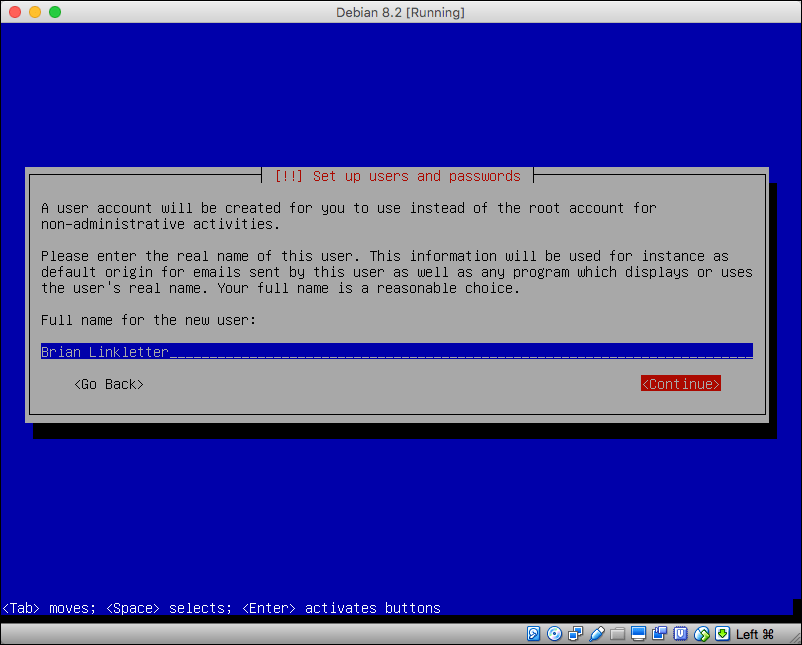 Debian 8.2 [Running]
[!!] Set up users and passwords
A user account will be created for you to use instead of the root account for
non-administrative activities.
Please enter the real name of this user. This information will be used for instance as
default origin for emails sent by this user as well as any program which displays or uses
the user's real name. Your full name is a reasonable choice.
Full name for the new user:
Brian Linkletter_________________________________________________________________________
<Go Back> <Continue>
<Tab> moves; <Space> selects; <Enter> activates buttons
Left ⌘